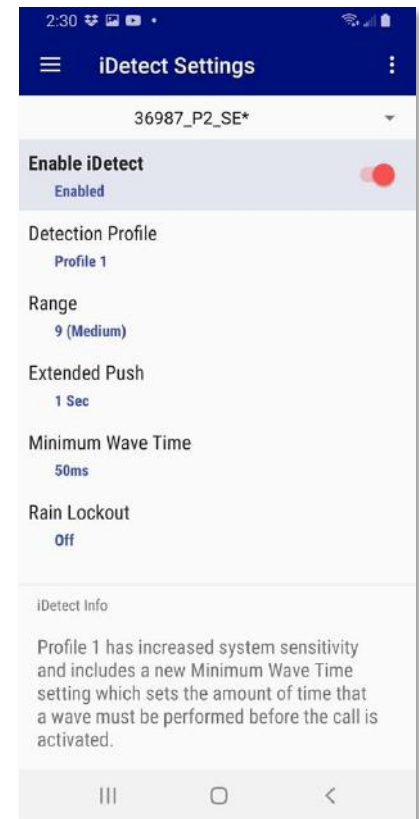 2:30
iDetect Settings
36987_P2_SE*
Enable iDetect
Enabled
Detection Profile
Profile 1
Range
9 (Medium)
Extended Push
1 Sec
Minimum Wave Time
50ms
Rain Lockout
Off
iDetect Info
Profile 1 has increased system sensitivity
and includes a new Minimum Wave Time
setting which sets the amount of time that
a wave must be performed before the call is
activated.